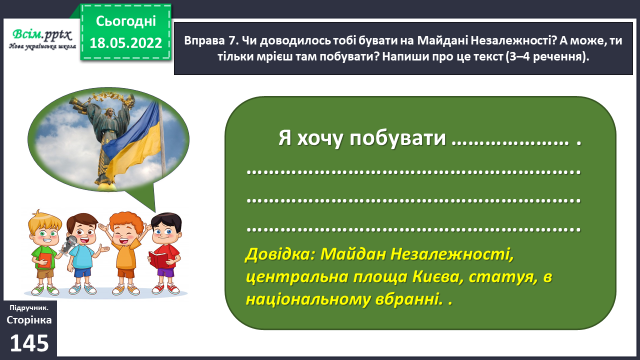 Всім.pptx
Нова українська школа
Сьогодні
18.05.2022
Вправа 7. Чи доводилось тобі бувати на Майдані Незалежності? А може, ти
тільки мрієш там побувати? Напиши про це текст (3–4 речення).
Я хочу побувати ………………… .
…………………………………………………..
…………………………………………………..
…………………………………………………..
Довідка: Майдан Незалежності,
центральна площа Києва, статуя, в
національному вбранні. .
Підручник.
Сторінка
145